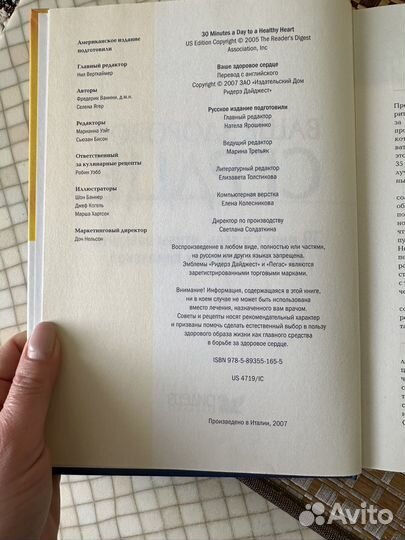 Американское издание
подготовили
Главный редактор
Нил Вертхаймер
Авторы
Фредерик Ваннини, д.м.н.
Селена Ягер
Редакторы
Марианна Уэйт
Сьюзан Бисон
Ответственный
за кулинарные рецепты
Робин Уэбб
Иллюстраторы
Шон Баннер
Джеф Когель
Марша Хартсон
Маркетинговый директор
Дэн Нельсон
30 Minutes a Day to a Healthy Heart
US Edition Copyright © 2005 The Reader's Digest
Association, Inc
Ваше здоровое сердце
Перевод с английского
Copyright © 2007 ЗАО «Издательский Дом
Ридерз Дайджест»
Русское издание подготовили
Главный редактор
Натела Ярошенко
Ведущий редактор
Марина Третьяк
Литературный редактор
Елизавета Толстикова
Компьютерная верстка
Елена Колесникова
Директор по производству
Светлана Солдаткина
Воспроизведение в любом виде, полностью или частями,
на русском или других языках запрещена.
Эмблемы «Ридерз Дайджест» и «Пегас» являются
зарегистрированными торговыми марками.
Внимание! Информация, содержащаяся в этой книге,
ни в коем случае не может быть использована
вместо лечения, назначенного вам врачом.
Советы и рецепты носят рекомендательный характер
и призваны помочь сделать естественный выбор в пользу
здорового образа жизни как главного средства
в борьбе за здоровое сердце.
ISBN 978-5-89355-165-5
US 4719/IC
Произведено в Италии, 2007
Avito